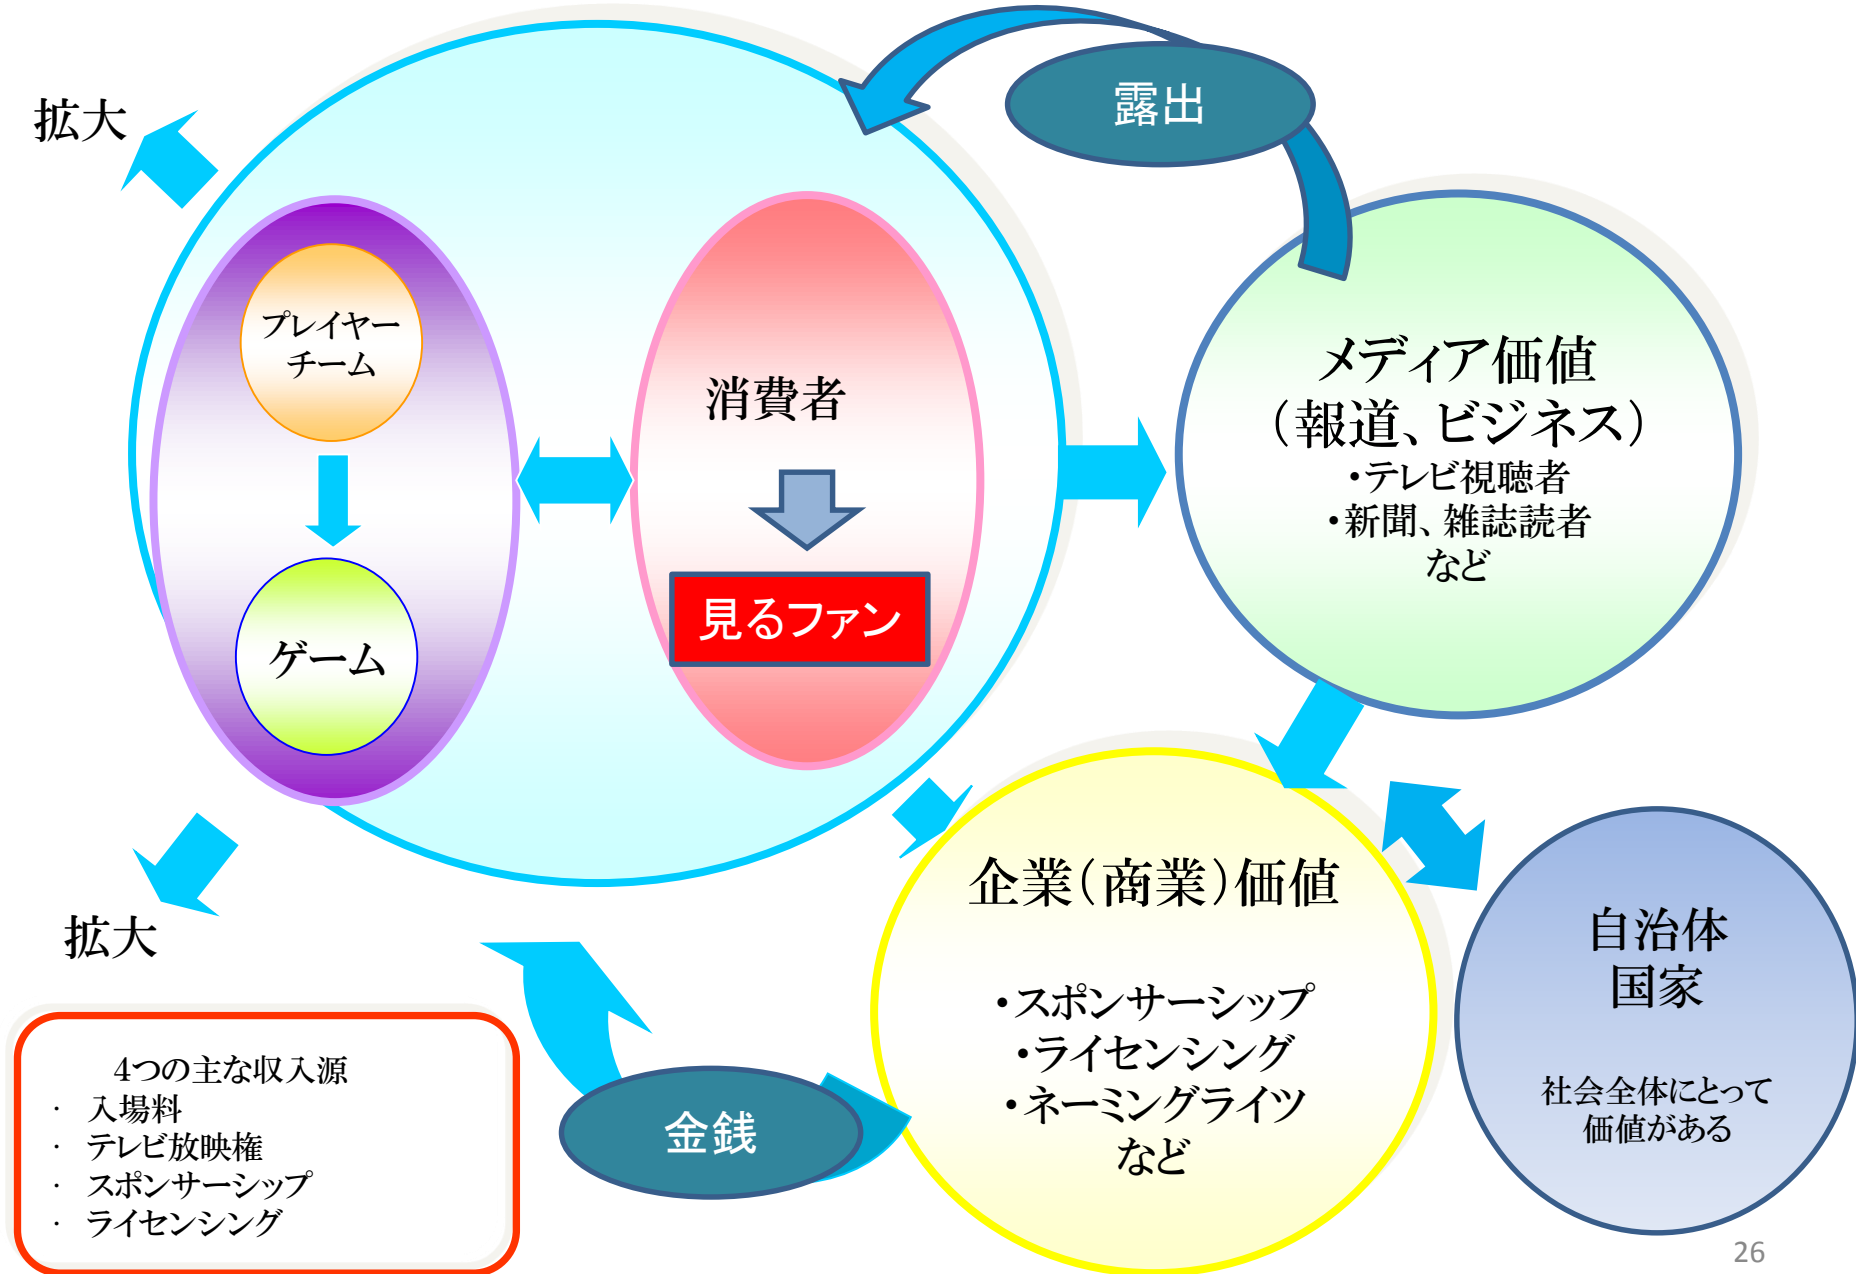 露出
拡大
プレイヤー
チーム
ゲーム
消費者
見るファン
メディア価値
（報道、ビジネス）
・テレビ視聴者
・新聞、雑誌読者
など
企業（商業）価値
・スポンサーシップ
・ライセンシング
・ネーミングライツ
など
自治体
国家
社会全体にとって
価値がある
拡大
金銭
4つの主な収入源
・ 入場料
・ テレビ放映権
・ スポンサーシップ
・ ライセンシング
26